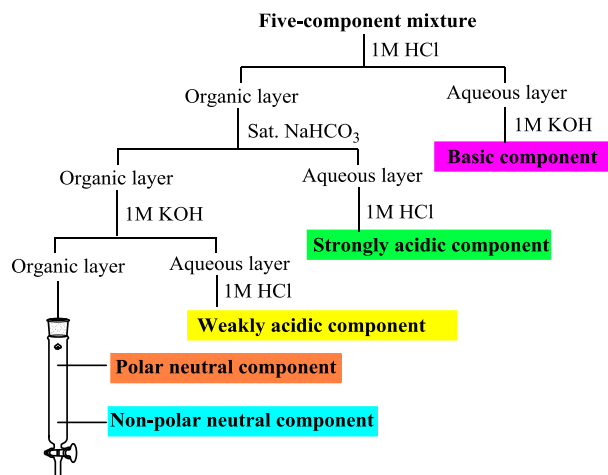 Five-component mixture
1M HCl
Organic layer
Aqueous layer
Sat. NaHCO₃
1M KOH
Basic component
Organic layer
Aqueous layer
1M KOH
1M HCl
Strongly acidic component
Organic layer
Aqueous layer
1M HCl
Weakly acidic component
Polar neutral component
Non-polar neutral component